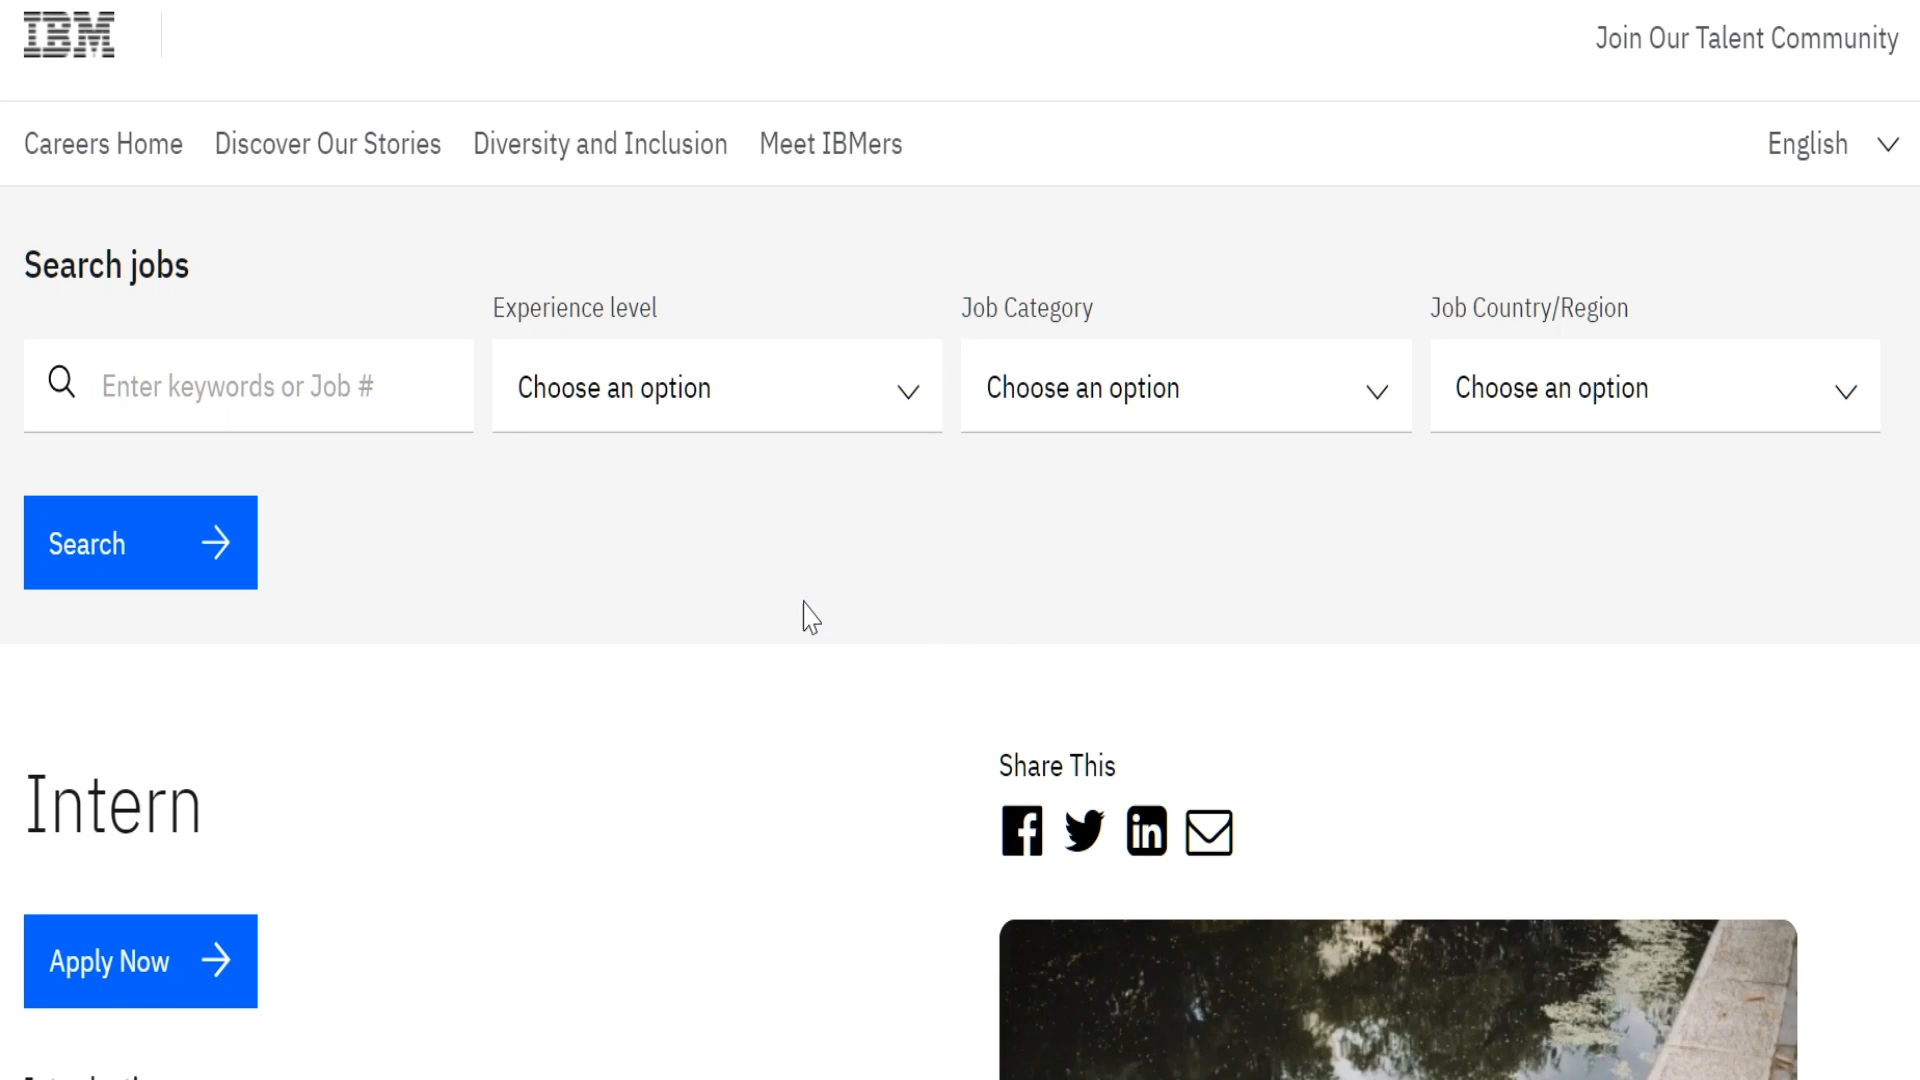 IBM
Join Our Talent Community
Careers Home Discover Our Stories Diversity and Inclusion Meet IBMers English
Search jobs
Experience level Job Category Job Country/Region
Enter keywords or Job # Choose an option Choose an option Choose an option
Search
Share This
Intern
Apply Now